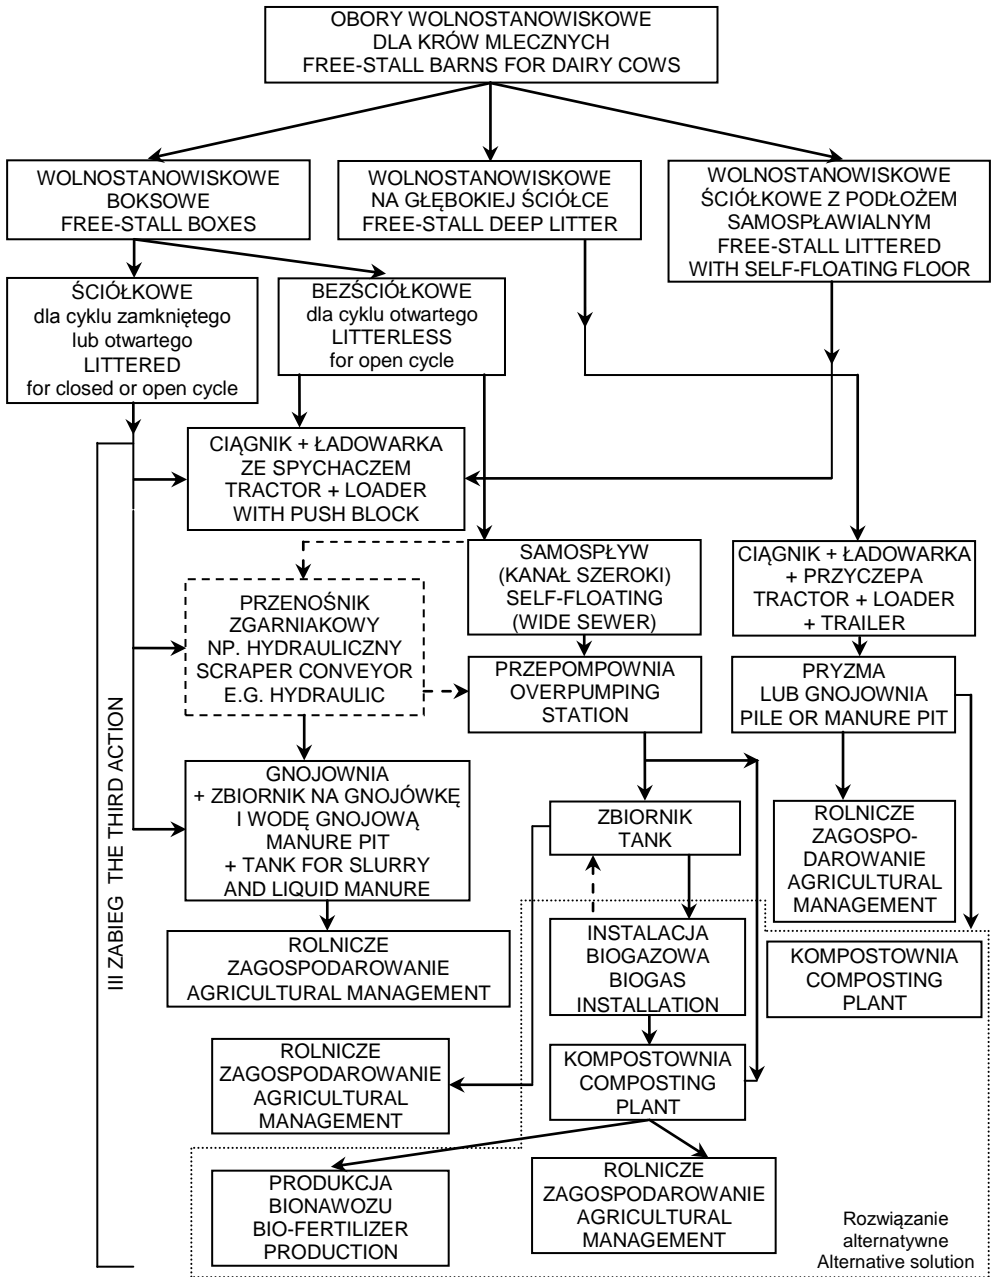 OBORY WOLNOSTANOWISKOWE
DLA KRÓW MLECZNYCH
FREE-STALL BARNS FOR DAIRY COWS
WOLNOSTANOWISKOWE
BOKSOWE
FREE-STALL BOXES
WOLNOSTANOWISKOWE
NA GŁĘBOKIEJ ŚCIÓŁCE
FREE-STALL DEEP LITTER
WOLNOSTANOWISKOWE
ŚCIÓŁKOWE Z PODŁOŻEM
SAMOSPŁAWIALNYM
FREE-STALL LITTERED
WITH SELF-FLOATING FLOOR
ŚCIÓŁKOWE
dla cyklu zamkniętego
lub otwartego
LITTERED
for closed or open cycle
BEZŚCIÓŁKOWE
dla cyklu otwartego
LITTERLESS
for open cycle
CIĄGNIK + ŁADOWARKA
ZE SPYCHACZEM
TRACTOR + LOADER
WITH PUSH BLOCK
SAMOSPŁYW
(KANAŁ SZEROKI)
SELF-FLOATING
(WIDE SEWER)
CIĄGNIK + ŁADOWARKA
+ PRZYCZEPA
TRACTOR + LOADER
+ TRAILER
PRZENOŚNIK
ZGARNIAKOWY
NP. HYDRAULICZNY
SCRAPER CONVEYOR
E.G. HYDRAULIC
PRZEPOMPOWNIA
OVERPUMPING
STATION
PRYZMA
LUB GNOJOWNIA
PILE OR MANURE PIT
III ZABIEG THE THIRD ACTION
GNOJOWNIA
+ ZBIORNIK NA GNOJÓWKĘ
I WODĘ GNOJOWĄ
MANURE PIT
+ TANK FOR SLURRY
AND LIQUID MANURE
ZBIORNIK
TANK
ROLNICZE
ZAGOSPO-
DAROWANIE
AGRICULTURAL
MANAGEMENT
ROLNICZE
ZAGOSPODAROWANIE
AGRICULTURAL MANAGEMENT
INSTALACJA
BIOGAZOWA
BIOGAS
INSTALLATION
KOMPOSTOWNIA
COMPOSTING
PLANT
ROLNICZE
ZAGOSPODAROWANIE
AGRICULTURAL
MANAGEMENT
KOMPOSTOWNIA
COMPOSTING
PLANT
PRODUKCJA
BIONAWOZU
BIO-FERTILIZER
PRODUCTION
ROLNICZE
ZAGOSPODAROWANIE
AGRICULTURAL
MANAGEMENT
Rozwiązanie
alternatywne
Alternative solution